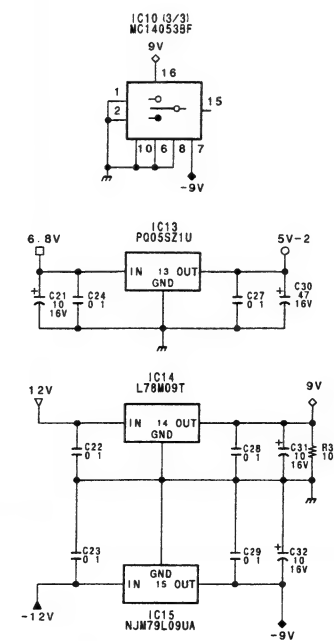 IC10 (3/3)
MC14053BF
9V
16
1
2
15
10 6 8 7
-9V
IC13
PQ05SZ1U
6.8V
5V-2
IN 13 OUT
GND
C21
10
16V
C24
0.1
C27
0.1
C30
47
16V
IC14
L78M09T
12V
9V
IN 14 OUT
GND
C22
0.1
C28
0.1
C31
10
16V
R3
10
C23
0.1
C29
0.1
C32
10
16V
GND
IN 15 OUT
-12V
IC15
NJM79L09UA
-9V